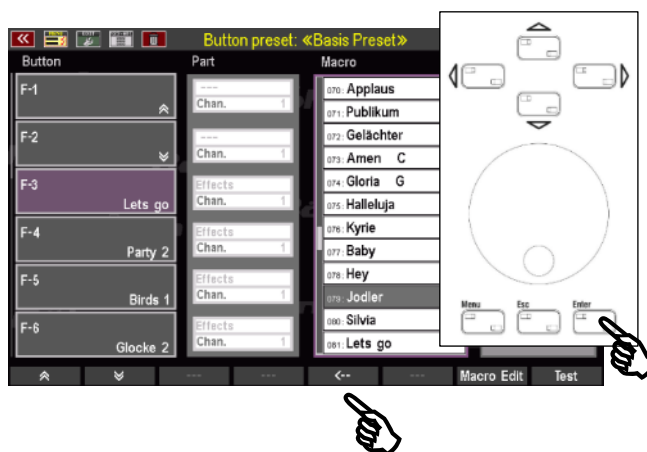 Button preset: «Basis Preset»
Button Part Macro
F-1
F-2
F-3
Lets go
F-4
Party 2
F-5
Birds 1
F-6
Glocke 2
---
Chan. 1
---
Chan. 1
Effects
Chan. 1
Effects
Chan. 1
Effects
Chan. 1
Effects
Chan. 1
070: Applaus
071: Publikum
072: Gelächter
073: Amen C
074: Gloria G
075: Halleluja
076: Kyrie
077: Baby
078: Hey
079: Jodler
080: Silvia
081: Lets go
--- --- <-- --- Macro Edit Test
Menu Esc Enter